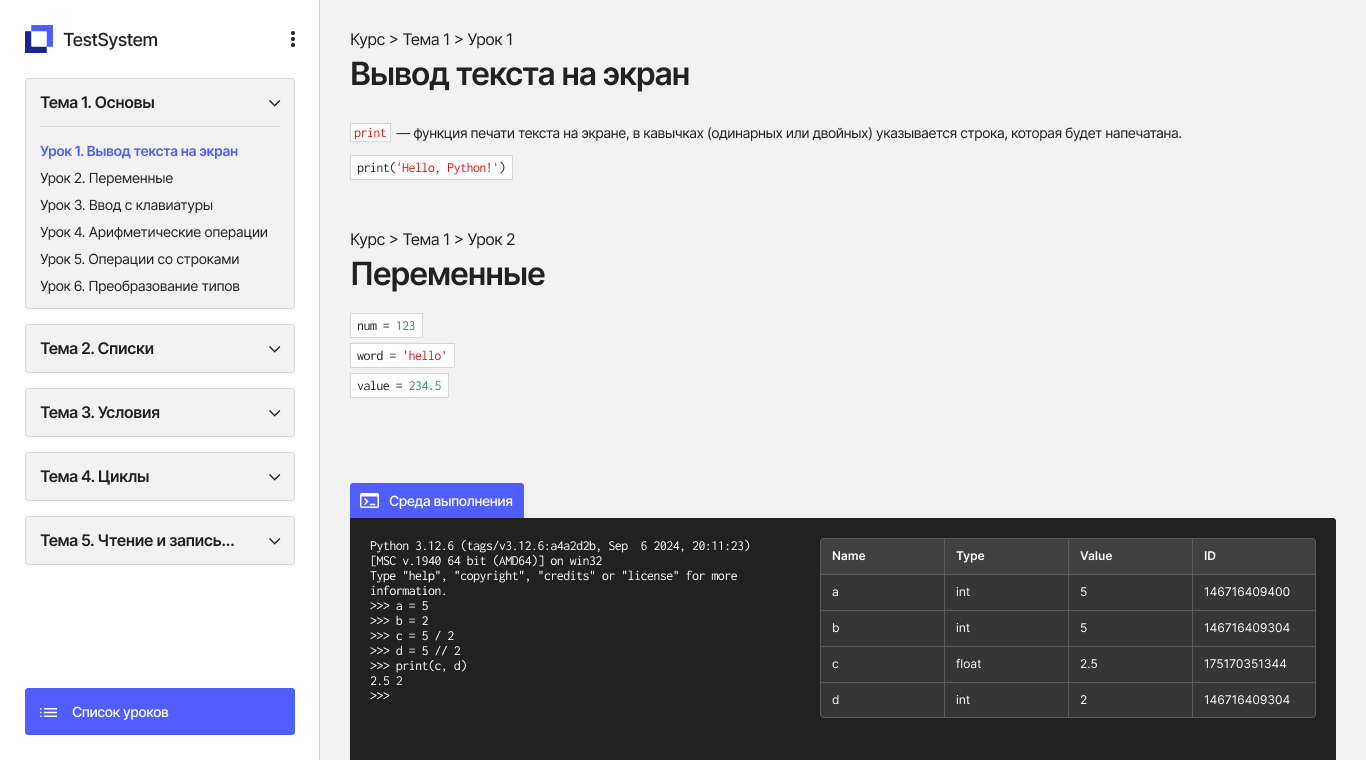 TestSystem
Тема 1. Основы
Урок 1. Вывод текста на экран
Урок 2. Переменные
Урок 3. Ввод с клавиатуры
Урок 4. Арифметические операции
Урок 5. Операции со строками
Урок 6. Преобразование типов
Тема 2. Списки
Тема 3. Условия
Тема 4. Циклы
Тема 5. Чтение и запись...
Список уроков
Курс > Тема 1 > Урок 1
Вывод текста на экран
print — функция печати текста на экране, в кавычках (одинарных или двойных) указывается строка, которая будет напечатана.
print('Hello, Python!')
Курс > Тема 1 > Урок 2
Переменные
num = 123
word = 'hello'
value = 234.5
Среда выполнения
Python 3.12.6 (tags/v3.12.6:a4a2d2b, Sep  6 2024, 20:11:23)
[MSC v.1940 64 bit (AMD64)] on win32
Type "help", "copyright", "credits" or "license" for more
information.
>>> a = 5
>>> b = 2
>>> c = 5 / 2
>>> d = 5 // 2
>>> print(c, d)
2.5 2
>>>
Name Type Value ID
a int 5 146716409400
b int 5 146716409304
c float 2.5 175170351344
d int 2 146716409304